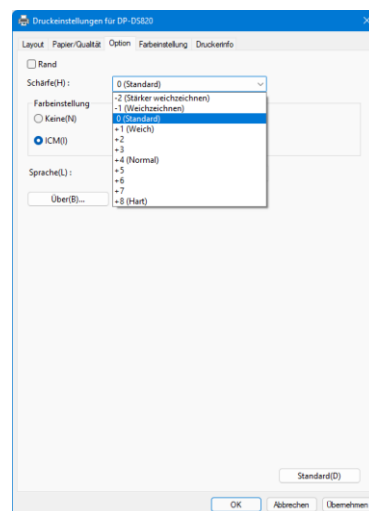 Druckeinstellungen für DP-DS820
Layout Papier/Qualität Option Farbeinstellung Druckerinfo
Rand
Schärfe(H) : 0 (Standard)
-2 (Stärker weichzeichnen)
-1 (Weichzeichnen)
0 (Standard)
+1 (Weich)
+2
+3
+4 (Normal)
+5
+6
+7
+8 (Hart)
Farbeinstellung
Keine(N)
ICM(I)
Sprache(L) :
Über(B)...
Standard(D)
OK Abbrechen Übernehmen